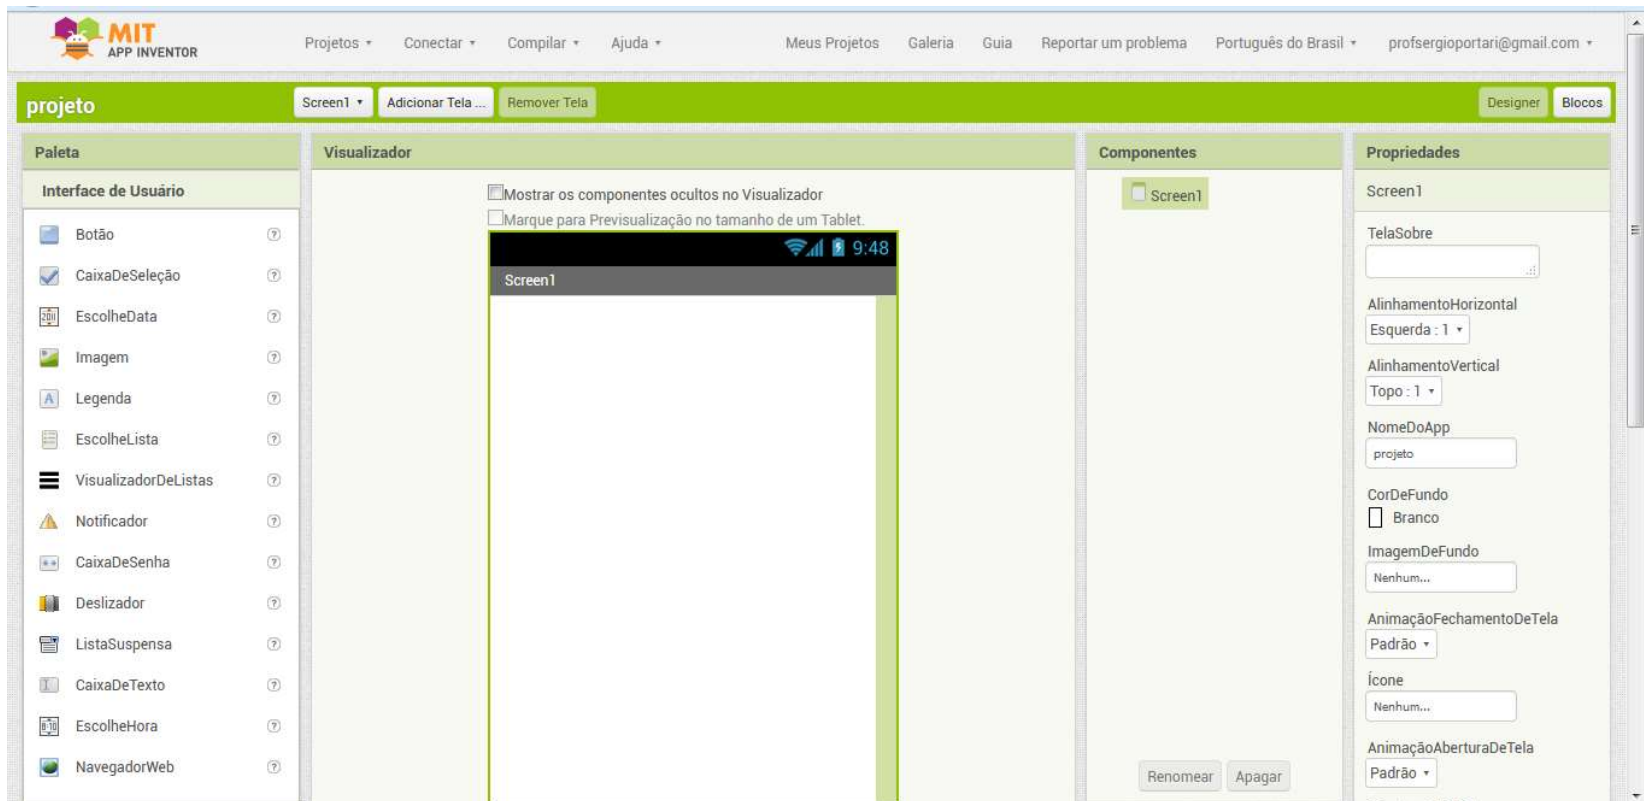 MIT
APP INVENTOR
Projetos Conectar Compilar Ajuda Meus Projetos Galeria Guia Reportar um problema Português do Brasil profsergioportari@gmail.com
projeto Screen1 Adicionar Tela ... Remover Tela Designer Blocos
Paleta
Interface de Usuário
Botão
CaixaDeSeleção
EscolheData
Imagem
Legenda
EscolheLista
VisualizadorDeListas
Notificador
CaixaDeSenha
Deslizador
ListaSuspensa
CaixaDeTexto
EscolheHora
NavegadorWeb
Visualizador
Mostrar os componentes ocultos no Visualizador
Marque para Previsualização no tamanho de um Tablet.
9:48
Screen1
Componentes
Screen1
Renomear Apagar
Propriedades
Screen1
TelaSobre
AlinhamentoHorizontal
Esquerda : 1
AlinhamentoVertical
Topo : 1
NomeDoApp
projeto
CorDeFundo
Branco
ImagemDeFundo
Nenhum...
AnimaçãoFechamentoDeTela
Padrão
Ícone
Nenhum...
AnimaçãoAberturaDeTela
Padrão